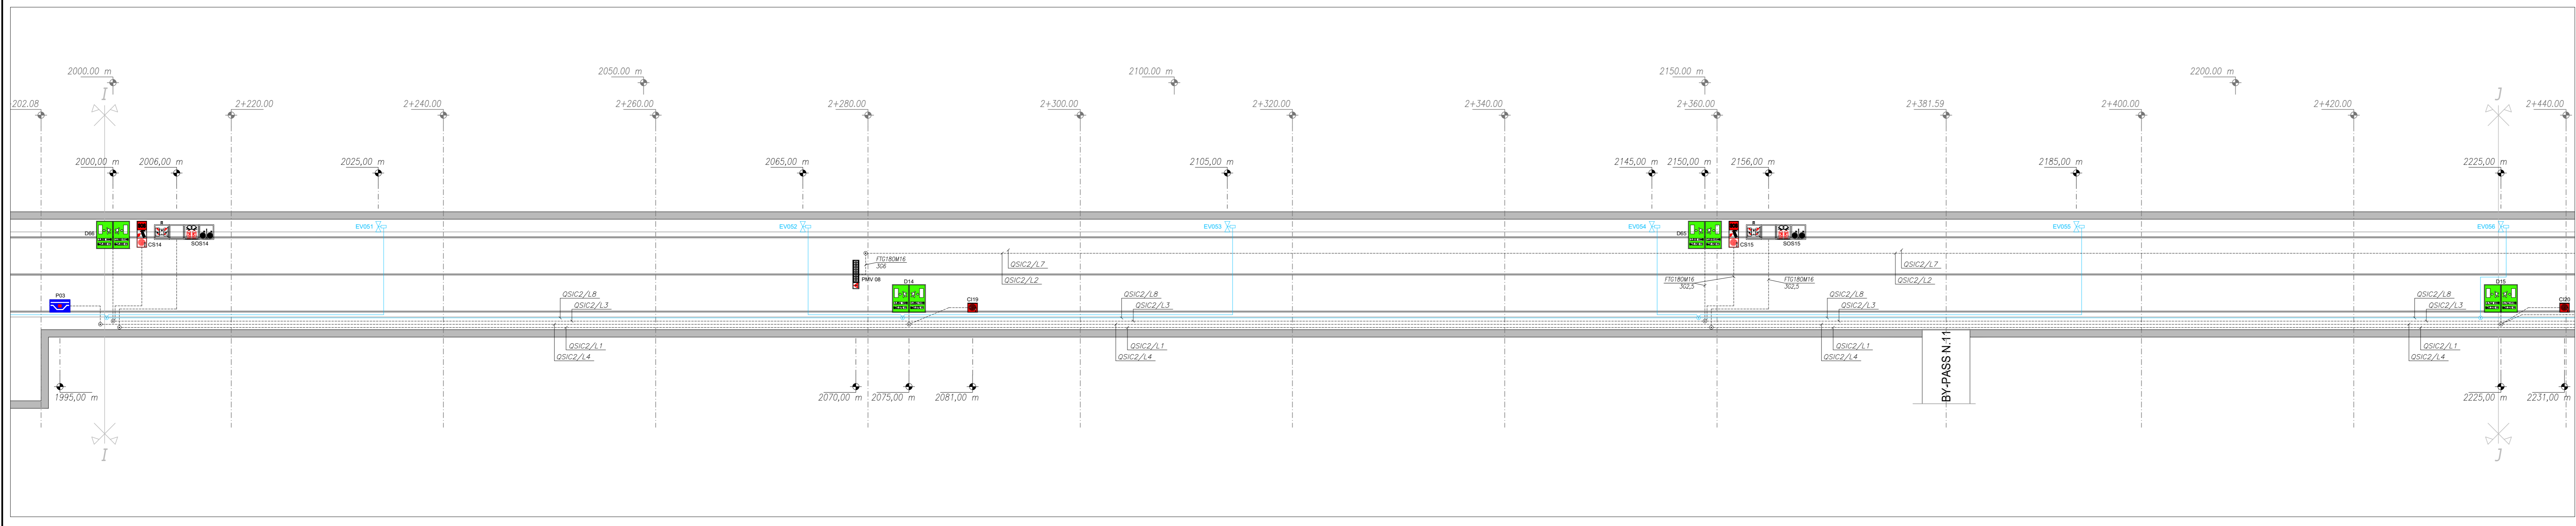 2000.00 m
2050.00 m
2100.00 m
2150.00 m
2200.00 m
I
J
202.08
2+220.00
2+240.00
2+260.00
2+280.00
2+300.00
2+320.00
2+340.00
2+360.00
2+381.59
2+400.00
2+420.00
2+440.00
2000,00 m
2006,00 m
2025,00 m
2065,00 m
2105,00 m
2145,00 m
2150,00 m
2156,00 m
2185,00 m
2225,00 m
D66
CS14
SOS14
EV051
EV052
EV053
EV054
D65
CS15
SOS15
EV055
EV056
FTG18OM16
3G6
QSIC2/L7
QSIC2/L2
PMV 08
FTG18OM16
3G2,5
FTG18OM16
3G2,5
QSIC2/L7
QSIC2/L2
P03
D14
CI19
D15
CI20
QSIC2/L8
QSIC2/L3
QSIC2/L8
QSIC2/L3
QSIC2/L8
QSIC2/L3
QSIC2/L8
QSIC2/L3
QSIC2/L1
QSIC2/L4
QSIC2/L1
QSIC2/L4
QSIC2/L1
QSIC2/L4
QSIC2/L1
QSIC2/L4
BY-PASS N.11
1995,00 m
2070,00 m
2075,00 m
2081,00 m
2225,00 m
2231,00 m
I
J